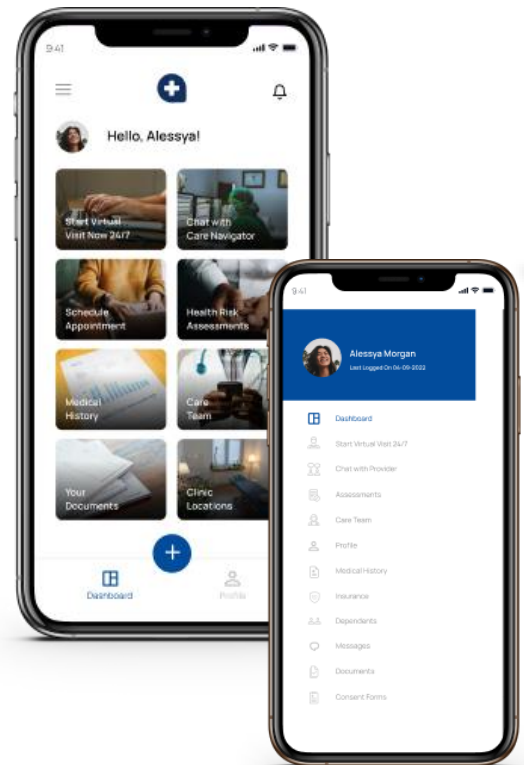 9:41
Hello, Alessya!
Start Virtual
Visit Now 24/7
Chat with
Care Navigator
Schedule
Appointment
Health Risk
Assessments
Medical
History
Care
Team
Your
Documents
Clinic
Locations
Dashboard
Profile
9:41
Alessya Morgan
Last Logged On 04-09-2022
Dashboard
Start Virtual Visit 24/7
Chat with Provider
Assessments
Care Team
Profile
Medical History
Insurance
Dependents
Messages
Documents
Consent Forms